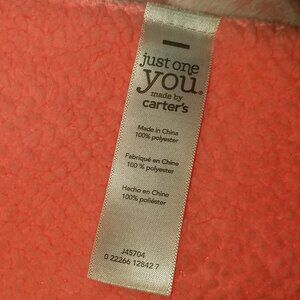 just one
you.
made by
carter's
Made in China
100% polyester
Fabriqué en Chine
100 % polyester
Hecho en Chine
100% poliéster
J45704
0 22266 12842 7